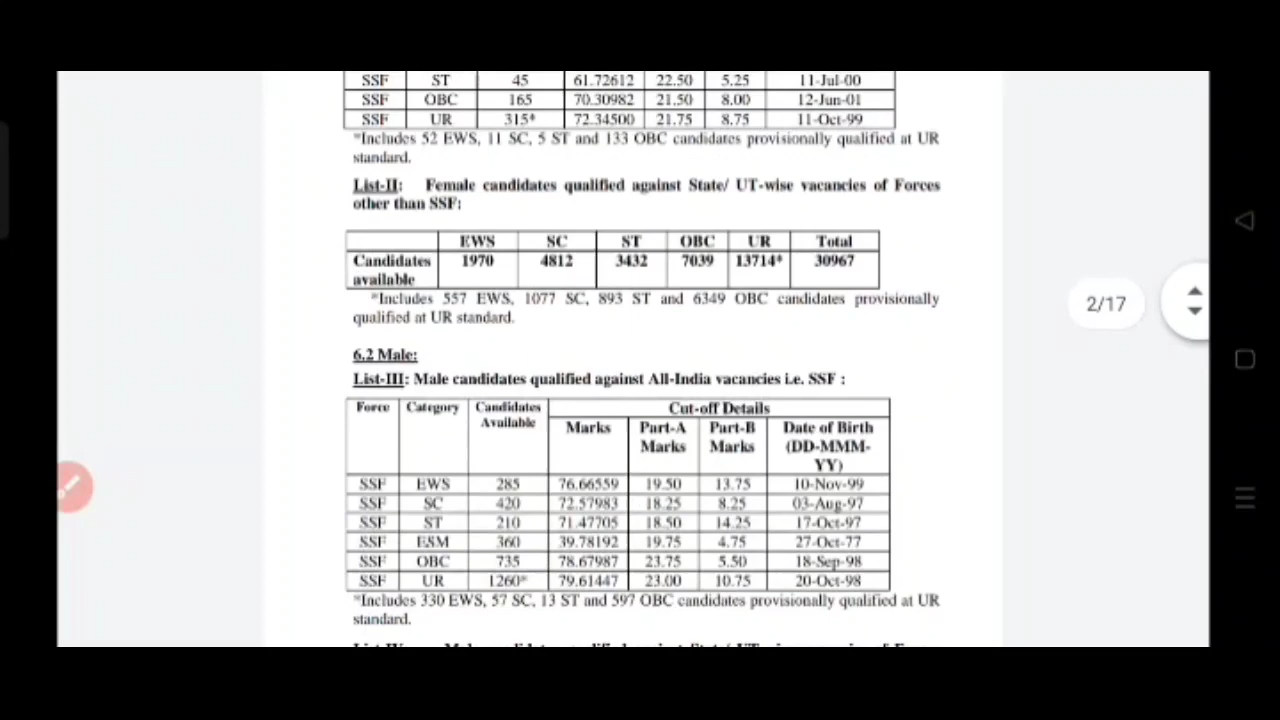 SSF ST 45 61.72612 22.50 5.25 11-Jul-00
SSF OBC 165 70.30982 21.50 8.00 12-Jun-01
SSF UR 315* 72.34500 21.75 8.75 11-Oct-99
*Includes 52 EWS, 11 SC, 5 ST and 133 OBC candidates provisionally qualified at UR
standard.
List-II: Female candidates qualified against State/ UT-wise vacancies of Forces
other than SSF:
EWS SC ST OBC UR Total
Candidates available 1970 4812 3432 7039 13714* 30967
*Includes 557 EWS, 1077 SC, 893 ST and 6349 OBC candidates provisionally
qualified at UR standard.
2/17
6.2 Male:
List-III: Male candidates qualified against All-India vacancies i.e. SSF :
Force Category Candidates Available Cut-off Details
Marks Part-A Marks Part-B Marks Date of Birth (DD-MMM-YY)
SSF EWS 285 76.66559 19.50 13.75 10-Nov-99
SSF SC 420 72.57983 18.25 8.25 03-Aug-97
SSF ST 210 71.47705 18.50 14.25 17-Oct-97
SSF ESM 360 39.78192 19.75 4.75 27-Oct-77
SSF OBC 735 78.67987 23.75 5.50 18-Sep-98
SSF UR 1260* 79.61447 23.00 10.75 20-Oct-98
*Includes 330 EWS, 57 SC, 13 ST and 597 OBC candidates provisionally qualified at UR
standard.